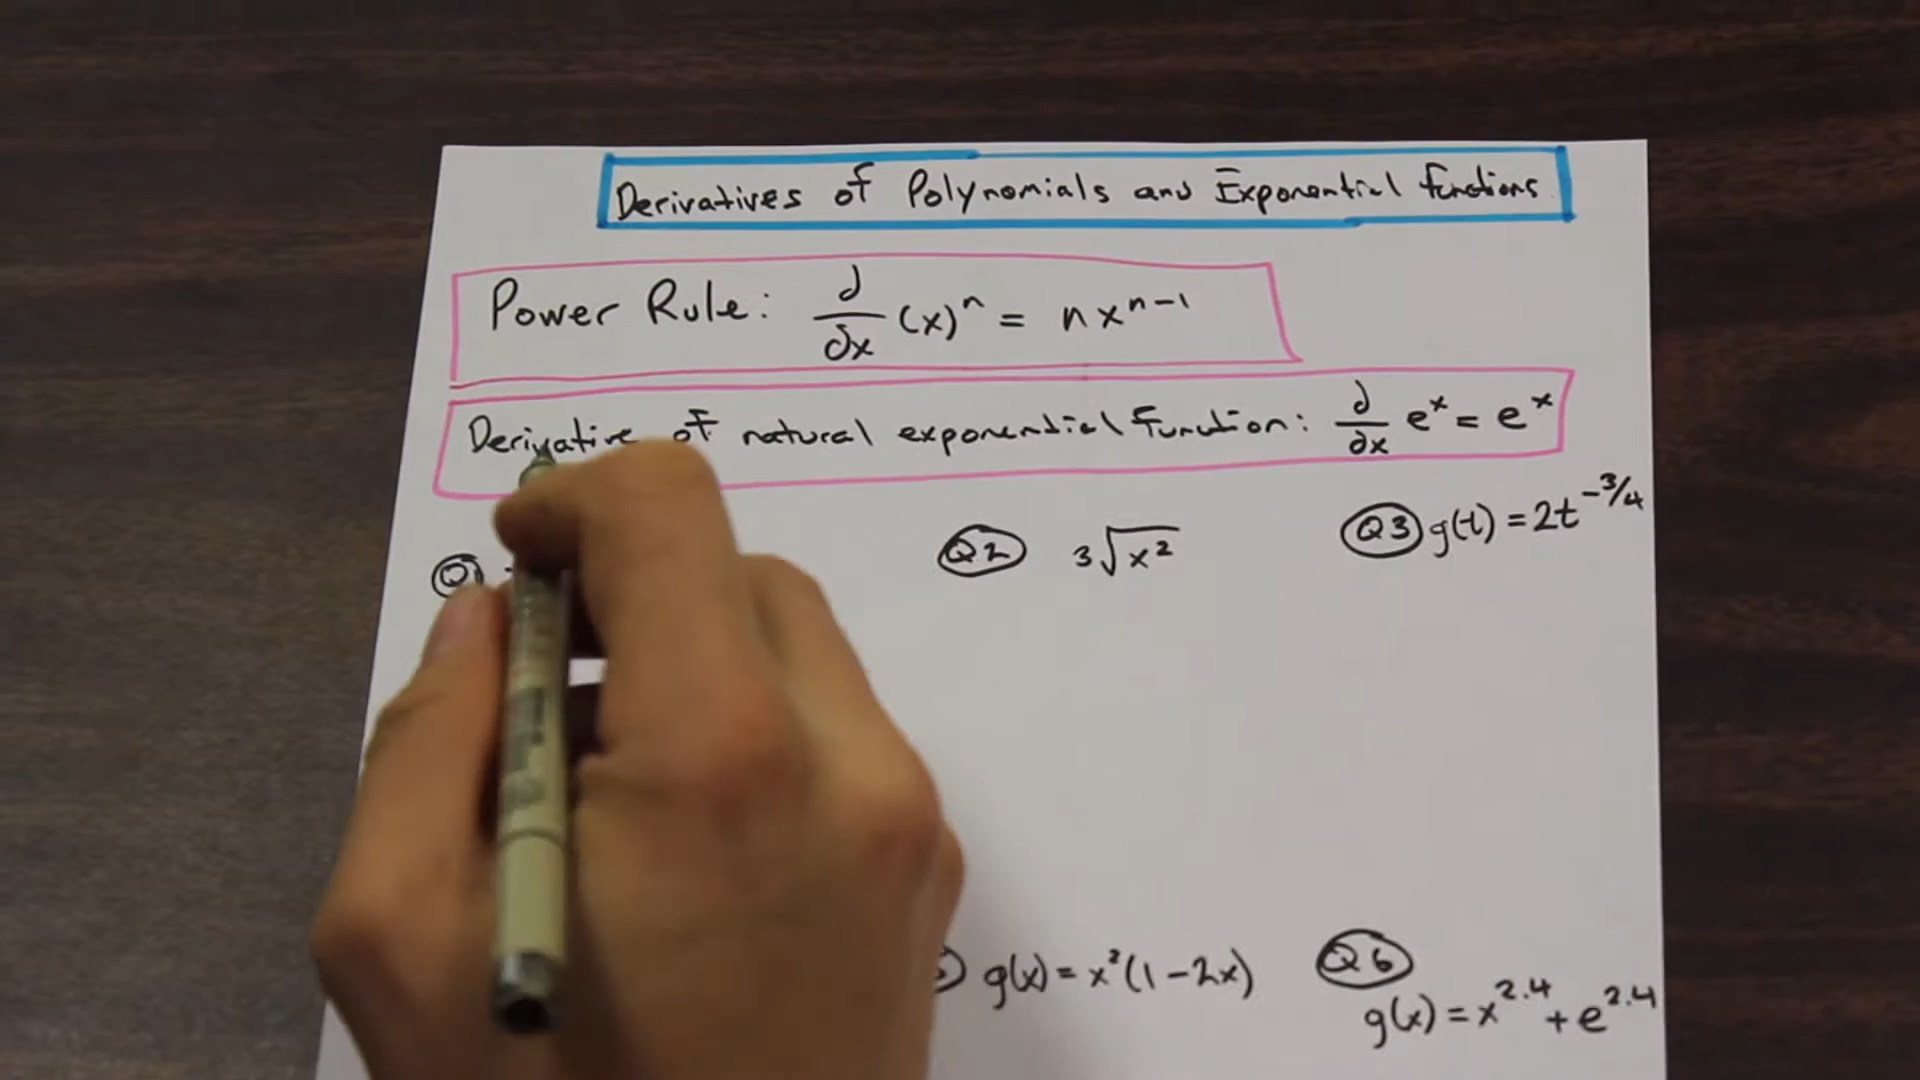 Derivatives of Polynomials and Exponential functions
Power Rule: d/dx (x)^n = n x^(n-1)
Derivative of natural exponential function: d/dx e^x = e^x
Q1
Q2 3√x²
Q3 g(t) = 2t^(-3/4)
g(x) = x²(1-2x)
Q6
g(x) = x^2.4 + e^2.4